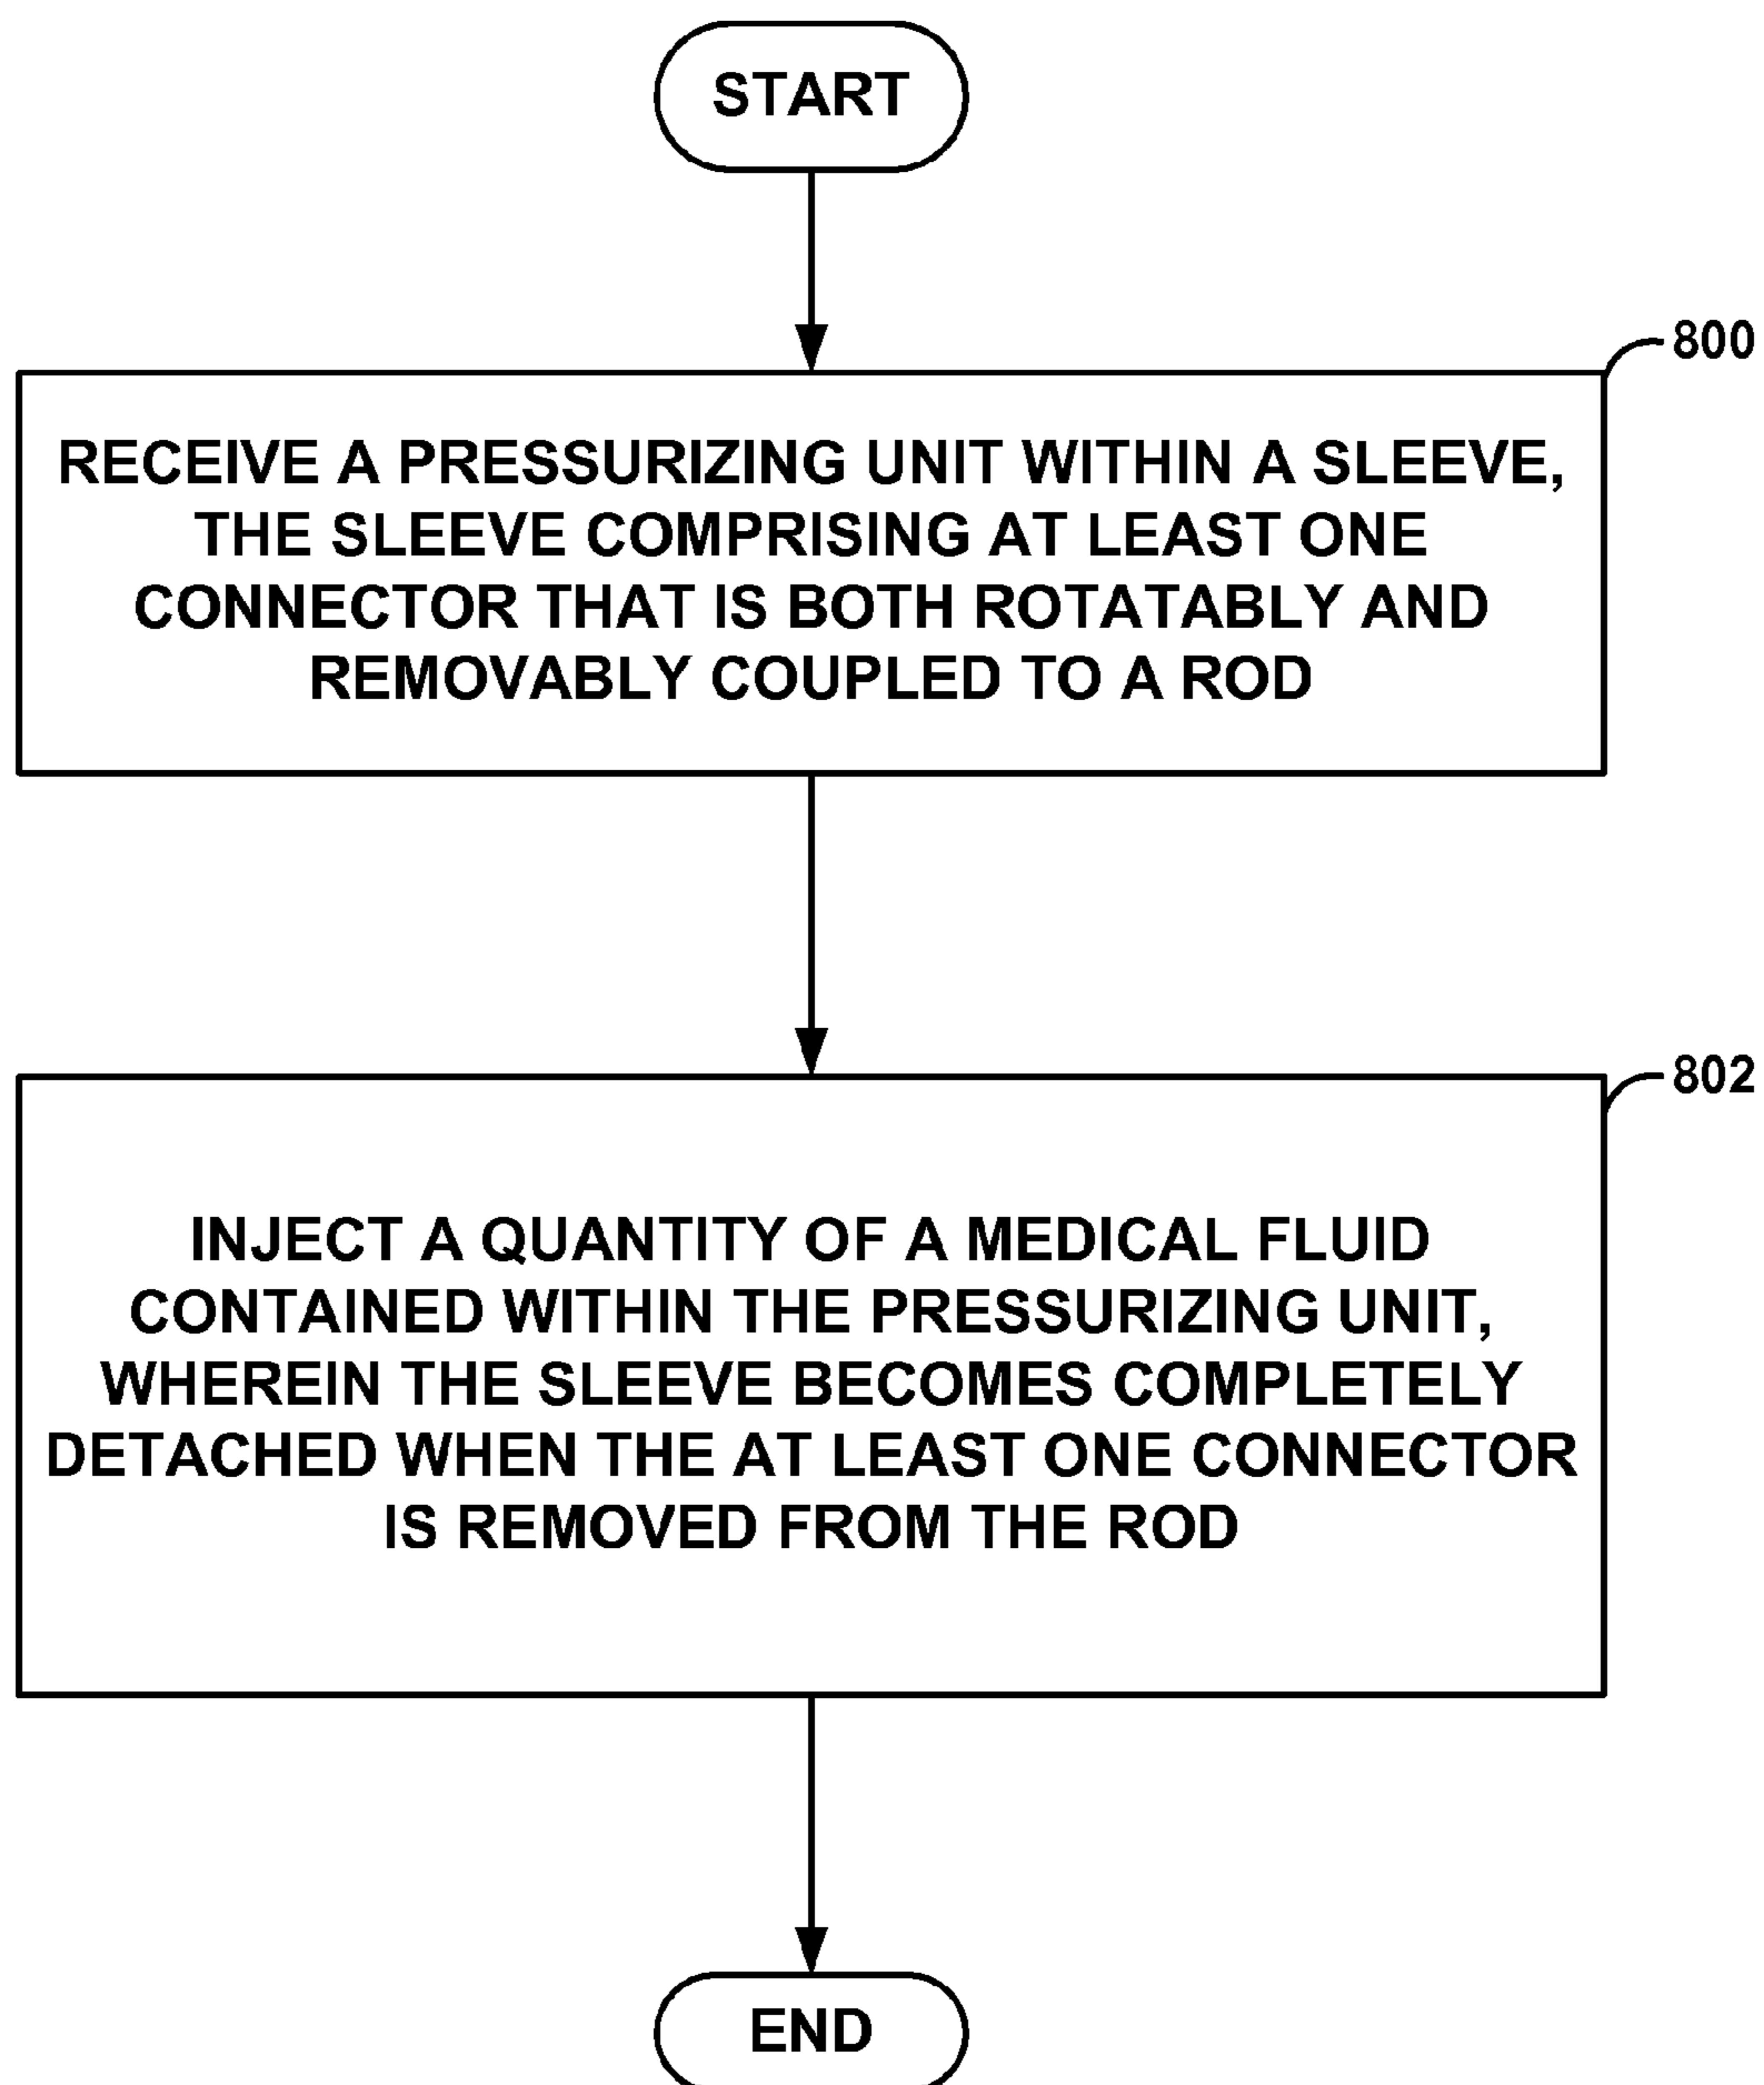 START
800
RECEIVE A PRESSURIZING UNIT WITHIN A SLEEVE,
THE SLEEVE COMPRISING AT LEAST ONE
CONNECTOR THAT IS BOTH ROTATABLY AND
REMOVABLY COUPLED TO A ROD
802
INJECT A QUANTITY OF A MEDICAL FLUID
CONTAINED WITHIN THE PRESSURIZING UNIT,
WHEREIN THE SLEEVE BECOMES COMPLETELY
DETACHED WHEN THE AT LEAST ONE CONNECTOR
IS REMOVED FROM THE ROD
END